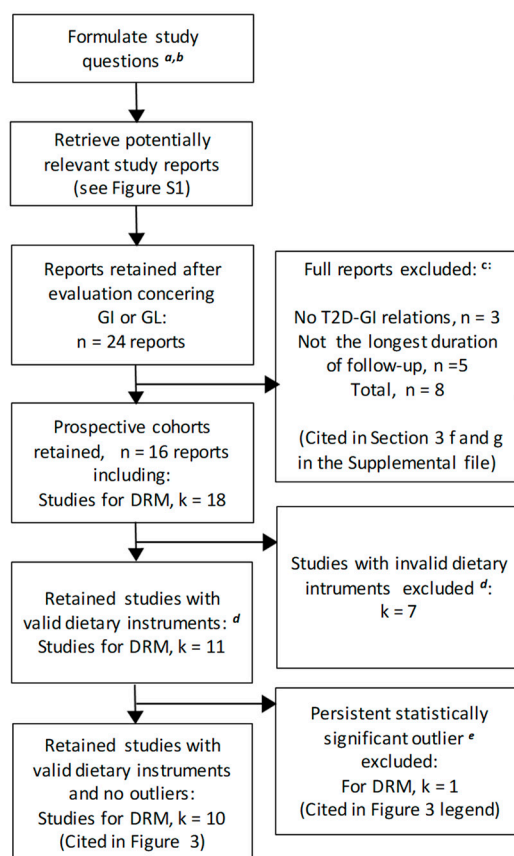 Formulate study
questions a,b
Retrieve potentially
relevant study reports
(see Figure S1)
Reports retained after
evaluation concering
GI or GL:
n = 24 reports
Full reports excluded: c:
No T2D-GI relations, n = 3
Not the longest duration
of follow-up, n =5
Total, n = 8
(Cited in Section 3 f and g
in the Supplemental file)
Prospective cohorts
retained, n = 16 reports
including:
Studies for DRM, k = 18
Studies with invalid dietary
intruments excluded d:
k = 7
Retained studies with
valid dietary instruments: d
Studies for DRM, k = 11
Persistent statistically
significant outlier e
excluded:
For DRM, k = 1
(Cited in Figure 3 legend)
Retained studies with
valid dietary instruments
and no outliers:
Studies for DRM, k = 10
(Cited in Figure 3)